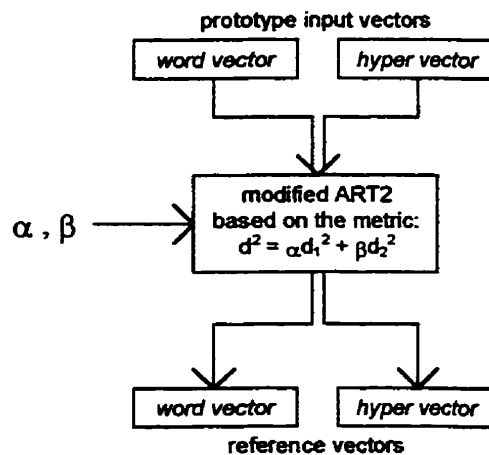 prototype input vectors
word vector hyper vector
modified ART2
based on the metric:
α , β
d² = αd₁² + βd₂²
word vector hyper vector
reference vectors